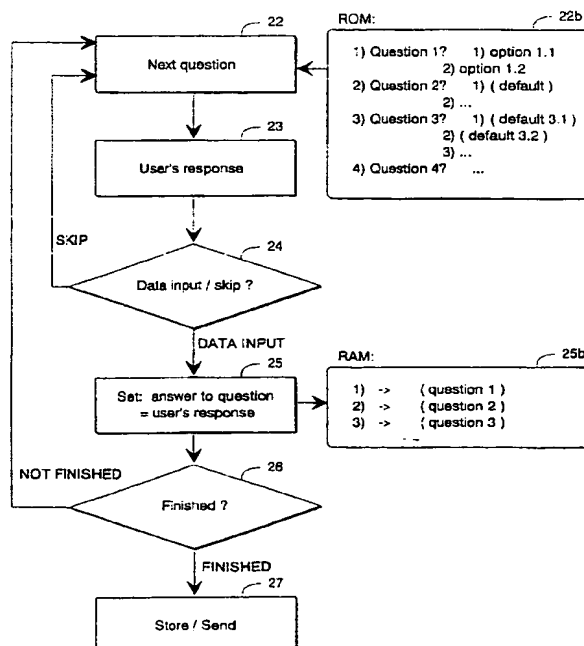 22
Next question
ROM:
22b
1) Question 1? 1) option 1.1
2) option 1.2
2) Question 2? 1) ( default )
2) ...
3) Question 3? 1) ( default 3.1 )
2) ( default 3.2 )
3) ...
4) Question 4? ...
23
User's response
SKIP
24
Data input / skip ?
DATA INPUT
25
Set: answer to question
= user's response
RAM:
25b
1) -> ( question 1 )
2) -> ( question 2 )
3) -> ( question 3 )
...
NOT FINISHED
26
Finished ?
FINISHED
27
Store / Send